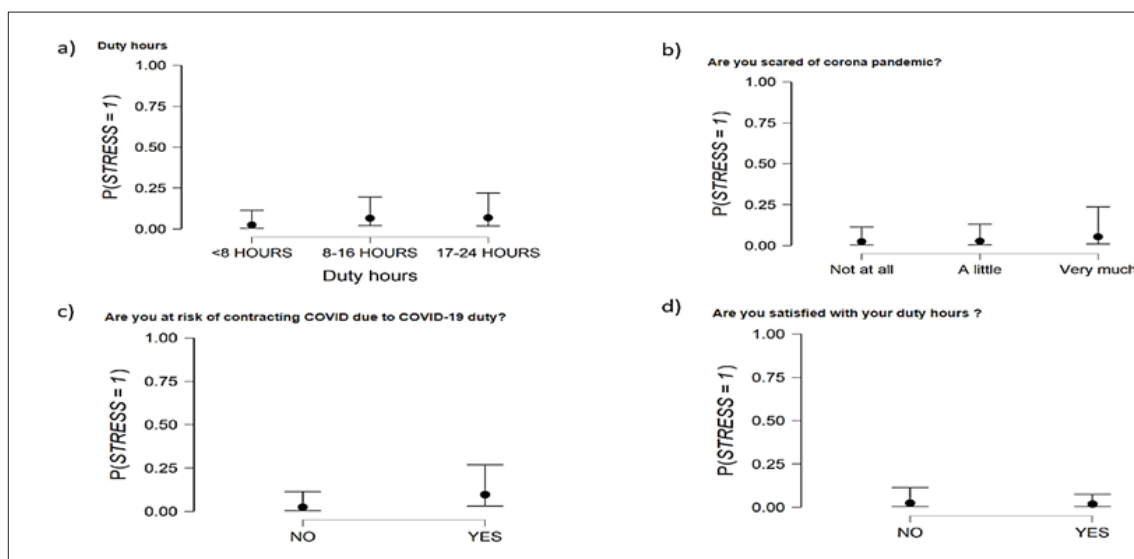 a)
Duty hours
P(STRESS = 1)
1.00
0.75
0.50
0.25
0.00
<8 HOURS 8-16 HOURS 17-24 HOURS
Duty hours
b)
Are you scared of corona pandemic?
P(STRESS = 1)
1.00
0.75
0.50
0.25
0.00
Not at all A little Very much
c)
Are you at risk of contracting COVID due to COVID-19 duty?
P(STRESS = 1)
1.00
0.75
0.50
0.25
0.00
NO YES
d)
Are you satisfied with your duty hours ?
P(STRESS = 1)
1.00
0.75
0.50
0.25
0.00
NO YES